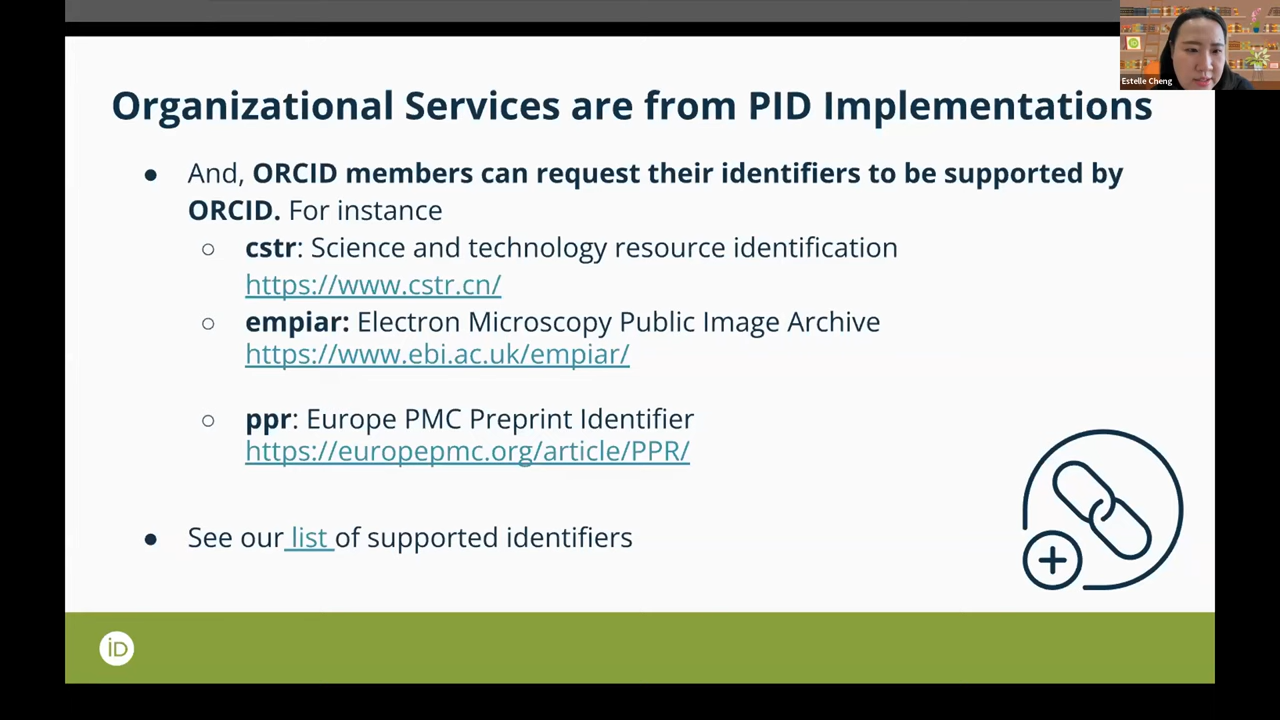 Estelle Cheng
Organizational Services are from PID Implementations
● And, ORCID members can request their identifiers to be supported by
ORCID. For instance
○ cstr: Science and technology resource identification
https://www.cstr.cn/
○ empiar: Electron Microscopy Public Image Archive
https://www.ebi.ac.uk/empiar/
○ ppr: Europe PMC Preprint Identifier
https://europepmc.org/article/PPR/
● See our list of supported identifiers
iD